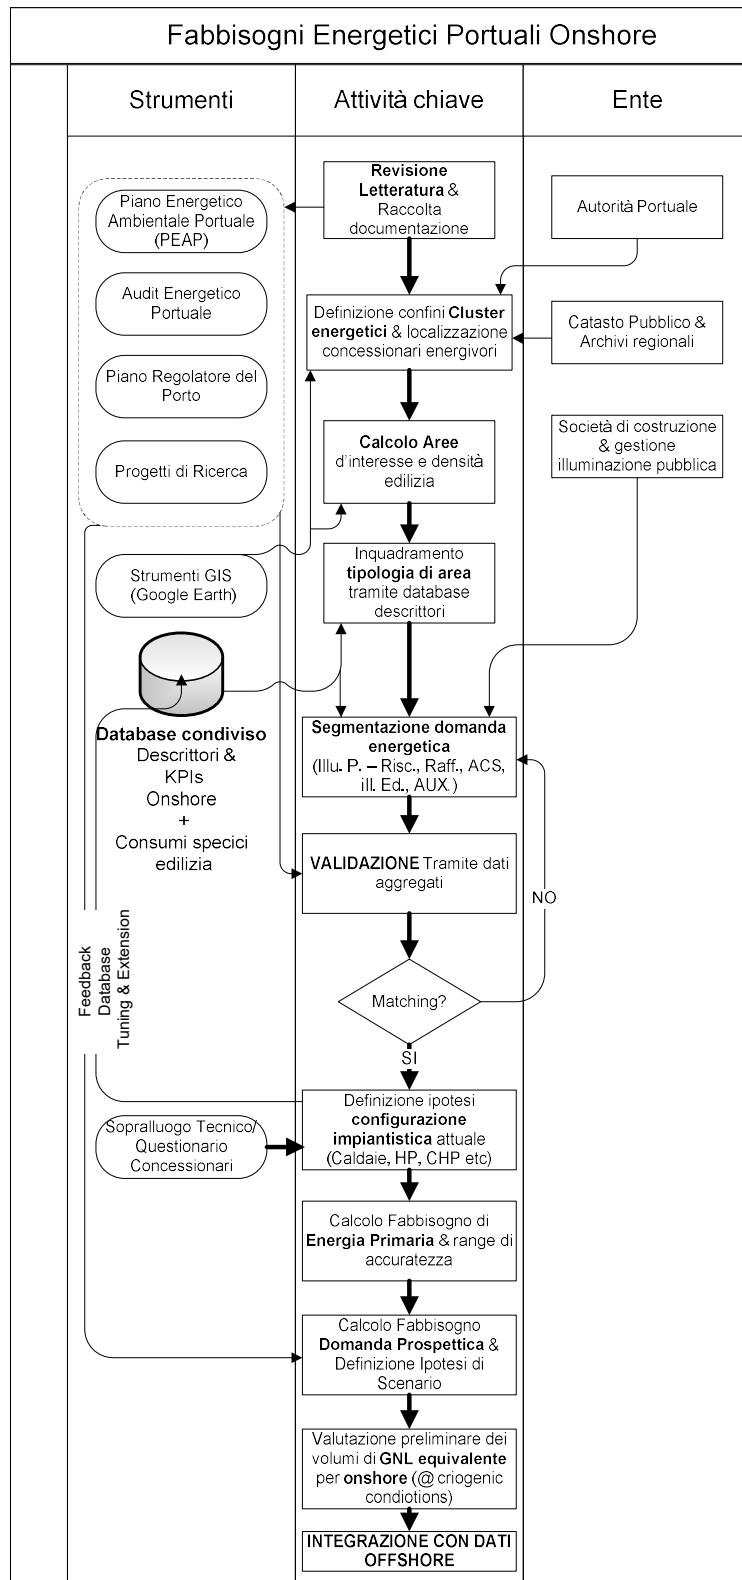 Fabbisogni Energetici Portuali Onshore
Strumenti
Attività chiave
Ente
Revisione
Letteratura &
Raccolta
documentazione
Piano Energetico
Ambientale Portuale
(PEAP)
Autorità Portuale
Audit Energetico
Portuale
Definizione confini Cluster
energetici & localizzazione
concessionari energivori
Catasto Pubblico &
Archivi regionali
Piano Regolatore del
Porto
Calcolo Aree
d'interesse e densità
edilizia
Società di costruzione
& gestione
illuminazione pubblica
Progetti di Ricerca
Strumenti GIS
(Google Earth)
Inquadramento
tipologia di area
tramite database
descrittori
Database condiviso
Descrittori &
KPIs
Onshore
+
Consumi specici
edilizia
Segmentazione domanda
energetica
(Illu. P. – Risc., Raff., ACS,
ill. Ed., AUX.)
VALIDAZIONE Tramite dati
aggregati
NO
Feedback
Database
Tuning & Extension
Matching?
SI
Definizione ipotesi
configurazione
impiantistica attuale
(Caldaie, HP, CHP etc)
Sopralluogo Tecnico/
Questionario
Concessionari
Calcolo Fabbisogno di
Energia Primaria & range di
accuratezza
Calcolo Fabbisogno
Domanda Prospettica &
Definizione Ipotesi di
Scenario
Valutazione preliminare dei
volumi di GNL equivalente
per onshore (@ criogenic
condiotions)
INTEGRAZIONE CON DATI
OFFSHORE